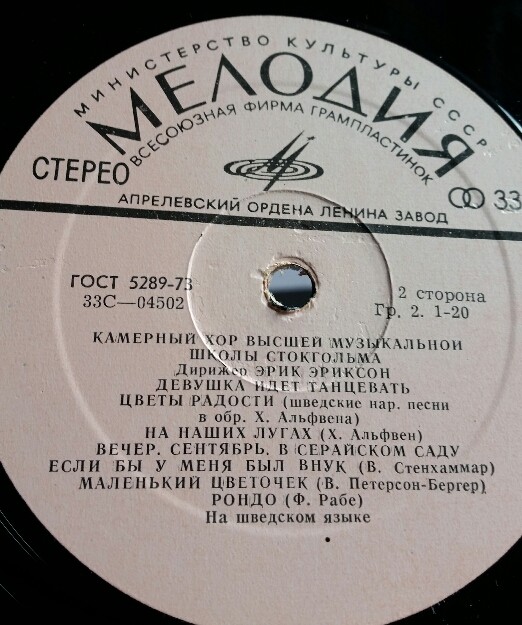 МИНИСТЕРСТВО КУЛЬТУРЫ СССР
МЕЛОДИЯ
ВСЕСОЮЗНАЯ ФИРМА ГРАМПЛАСТИНОК
СТЕРЕО
33
АПРЕЛЕВСКИЙ ОРДЕНА ЛЕНИНА ЗАВОД
ГОСТ 5289-73
33С—04502
2 сторона
Гр. 2. 1-20
КАМЕРНЫЙ ХОР ВЫСШЕЙ МУЗЫКАЛЬНОЙ
ШКОЛЫ СТОКГОЛЬМА
Дирижер ЭРИК ЭРИКСОН
ДЕВУШКА ИДЕТ ТАНЦЕВАТЬ
ЦВЕТЫ РАДОСТИ (шведские нар. песни
в обр. Х. Альфвена)
НА НАШИХ ЛУГАХ (Х. Альфвен)
ВЕЧЕР. СЕНТЯБРЬ. В СЕРАЙСКОМ САДУ
ЕСЛИ БЫ У МЕНЯ БЫЛ ВНУК (В. Стенхаммар)
МАЛЕНЬКИЙ ЦВЕТОЧЕК (В. Петерсон-Бергер)
РОНДО (Ф. Рабе)
На шведском языке